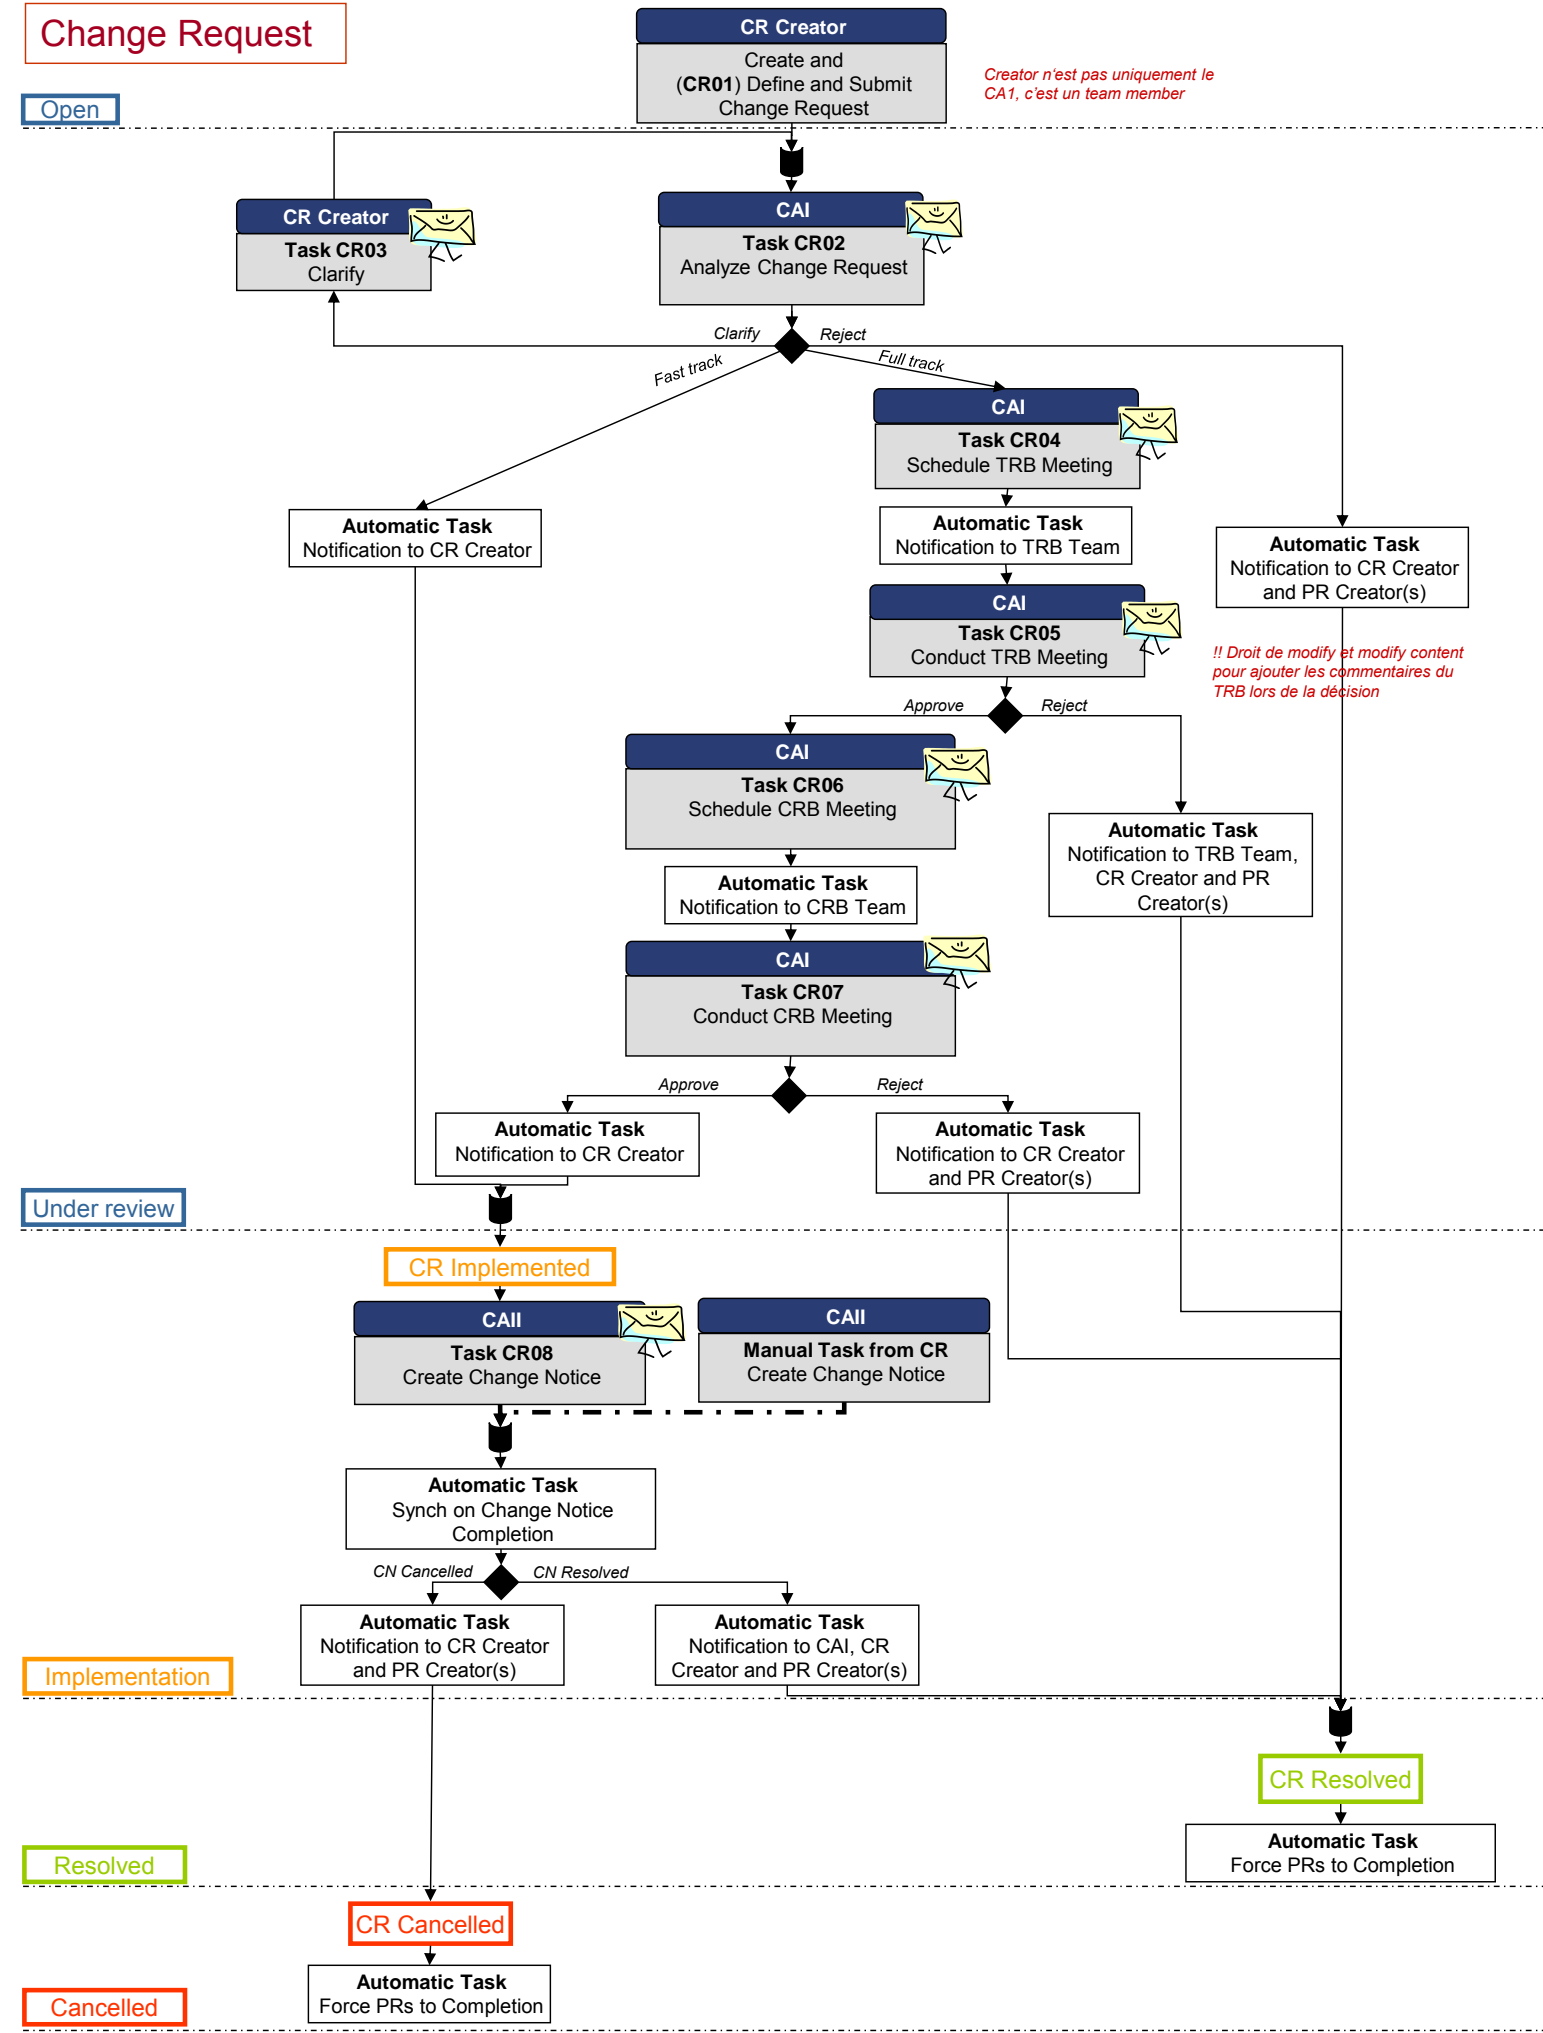 Change Request
CR Creator
Create and
(CR01) Define and Submit
Change Request
Creator n'est pas uniquement le
CA1, c'est un team member
Open
CR Creator
Task CR03
Clarify
CAI
Task CR02
Analyze Change Request
Clarify
Reject
Fast track
Full track
CAI
Task CR04
Schedule TRB Meeting
Automatic Task
Notification to CR Creator
Automatic Task
Notification to TRB Team
Automatic Task
Notification to CR Creator
and PR Creator(s)
CAI
Task CR05
Conduct TRB Meeting
!! Droit de modify et modify content
pour ajouter les commentaires du
TRB lors de la décision
Approve
Reject
CAI
Task CR06
Schedule CRB Meeting
Automatic Task
Notification to TRB Team,
CR Creator and PR
Creator(s)
Automatic Task
Notification to CRB Team
CAI
Task CR07
Conduct CRB Meeting
Approve
Reject
Automatic Task
Notification to CR Creator
Automatic Task
Notification to CR Creator
and PR Creator(s)
Under review
CR Implemented
CAII
Task CR08
Create Change Notice
CAII
Manual Task from CR
Create Change Notice
Automatic Task
Synch on Change Notice
Completion
CN Cancelled
CN Resolved
Automatic Task
Notification to CR Creator
and PR Creator(s)
Automatic Task
Notification to CAI, CR
Creator and PR Creator(s)
Implementation
CR Resolved
Automatic Task
Force PRs to Completion
Resolved
CR Cancelled
Automatic Task
Force PRs to Completion
Cancelled